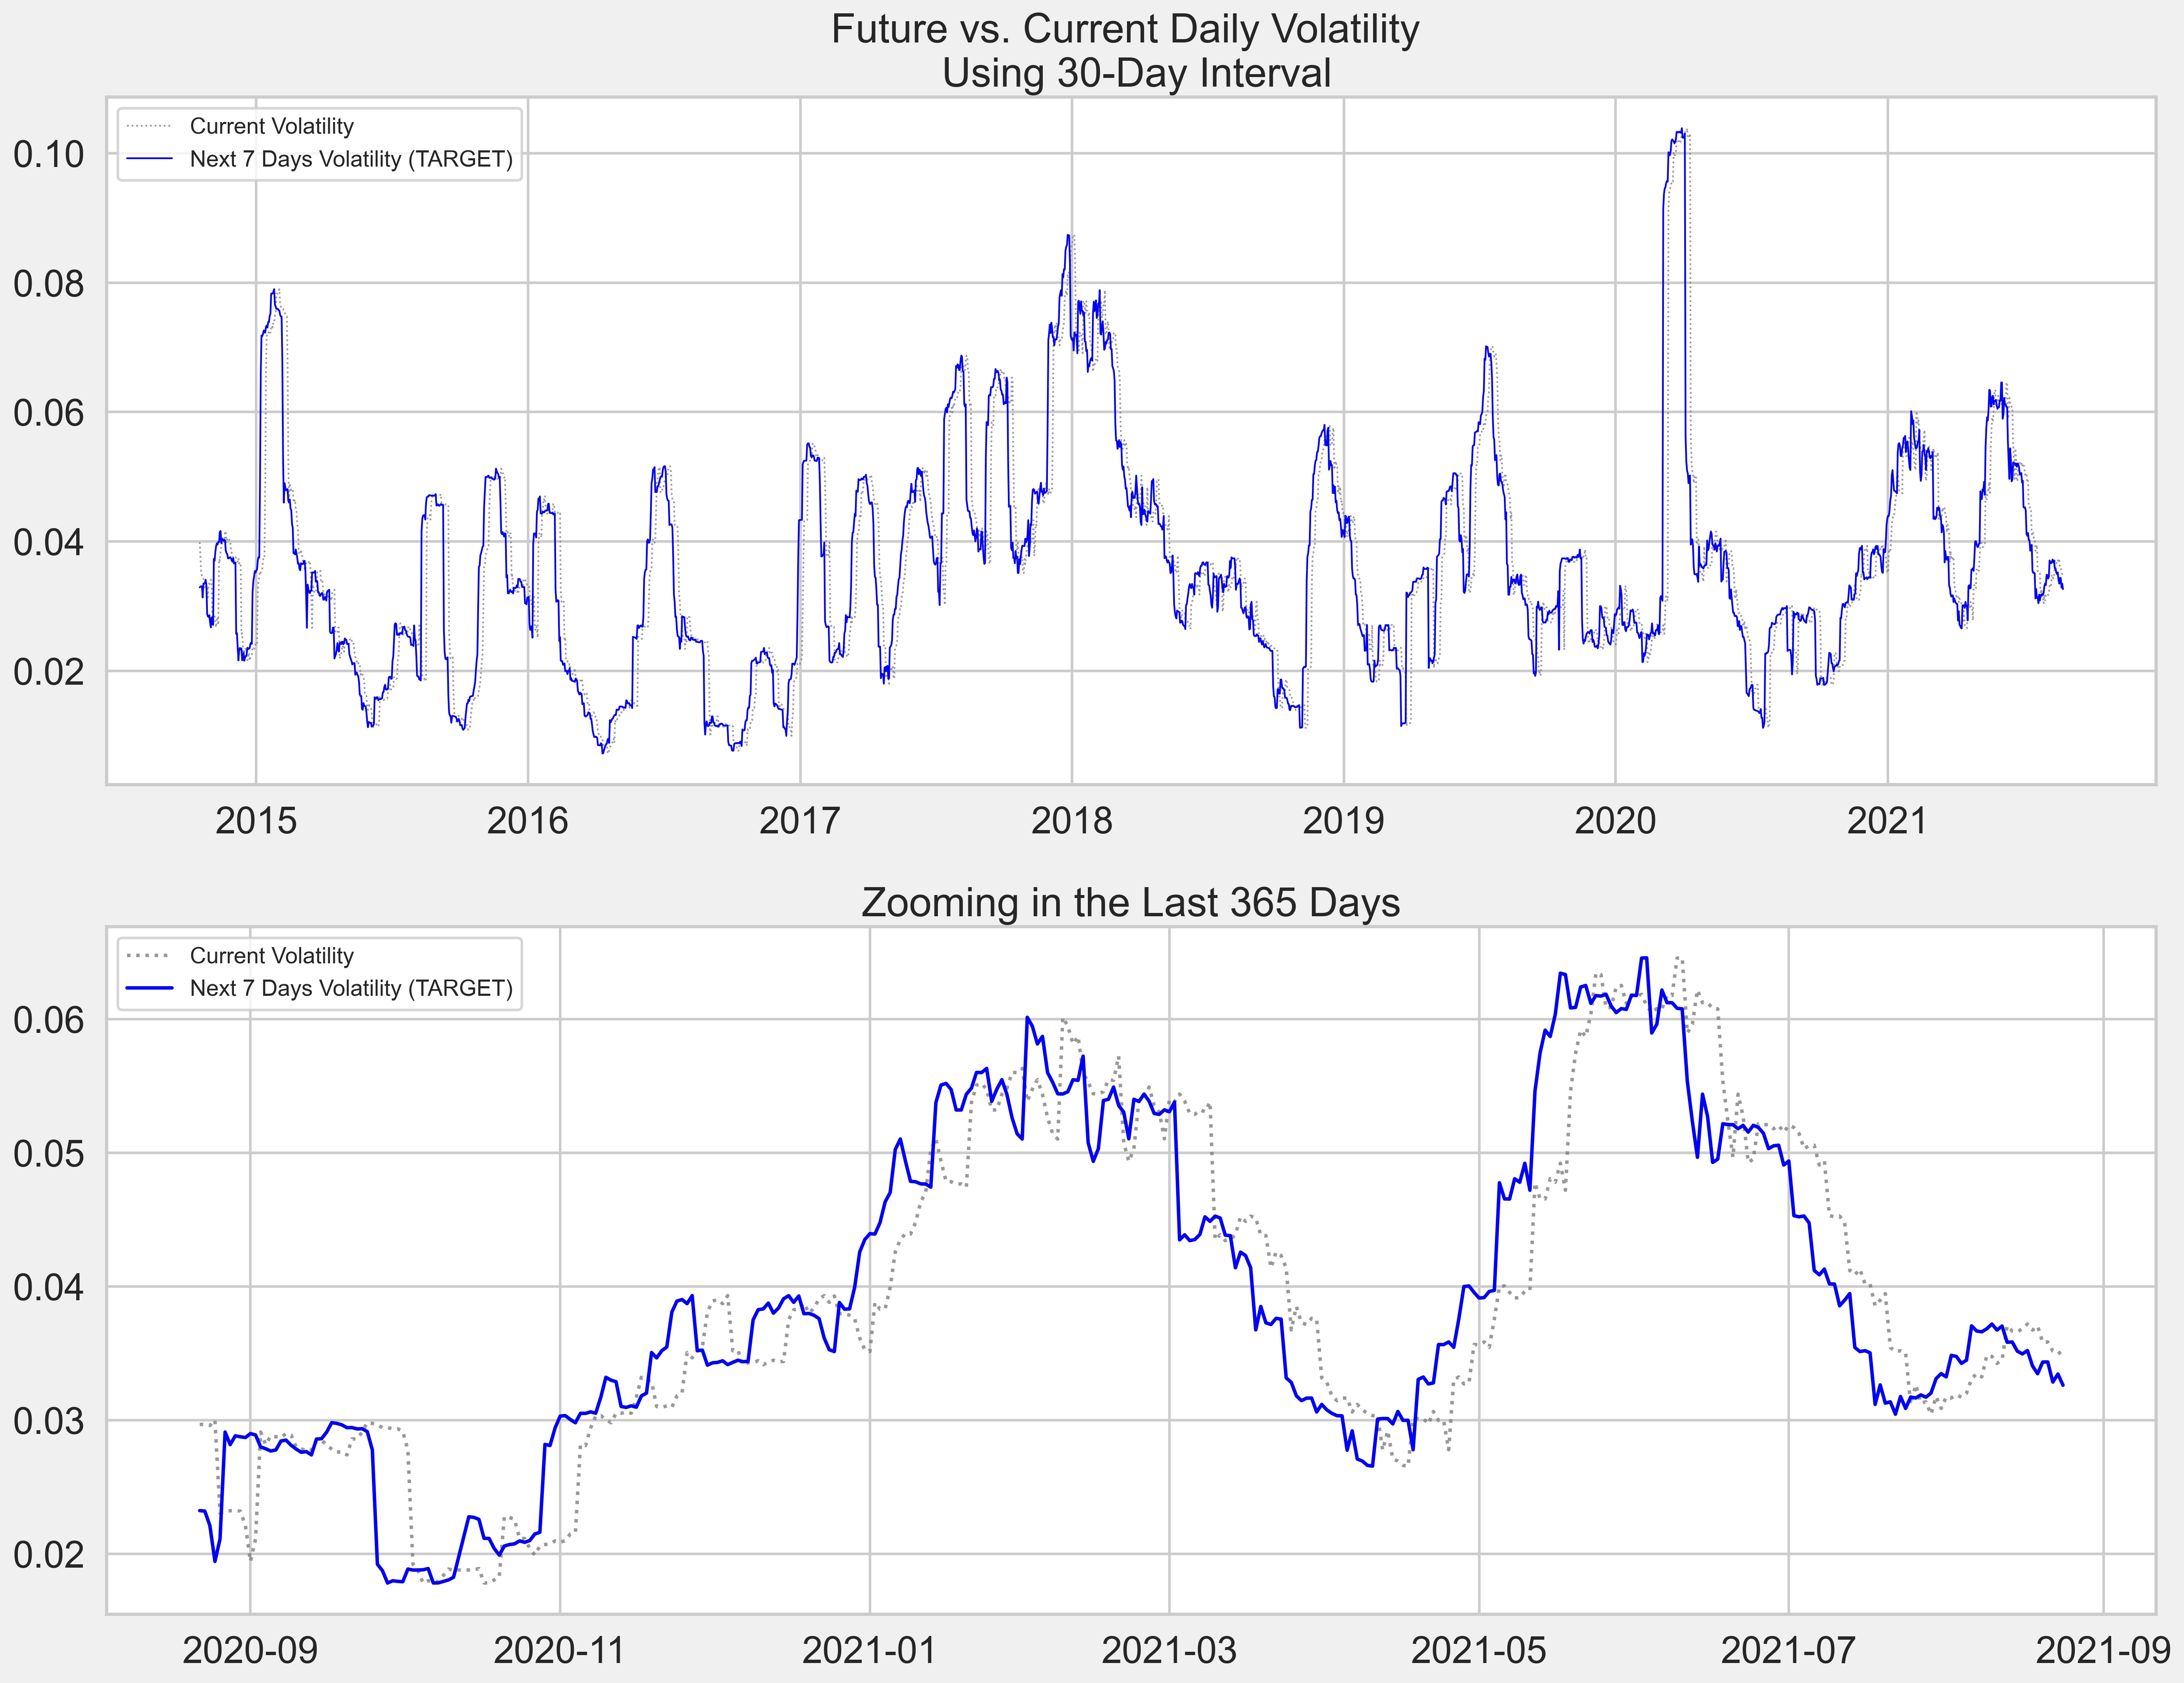 Future vs. Current Daily Volatility
Using 30-Day Interval
Current Volatility
Next 7 Days Volatility (TARGET)
0.10
0.08
0.06
0.04
0.02
2015 2016 2017 2018 2019 2020 2021
Zooming in the Last 365 Days
Current Volatility
Next 7 Days Volatility (TARGET)
0.06
0.05
0.04
0.03
0.02
2020-09 2020-11 2021-01 2021-03 2021-05 2021-07 2021-09